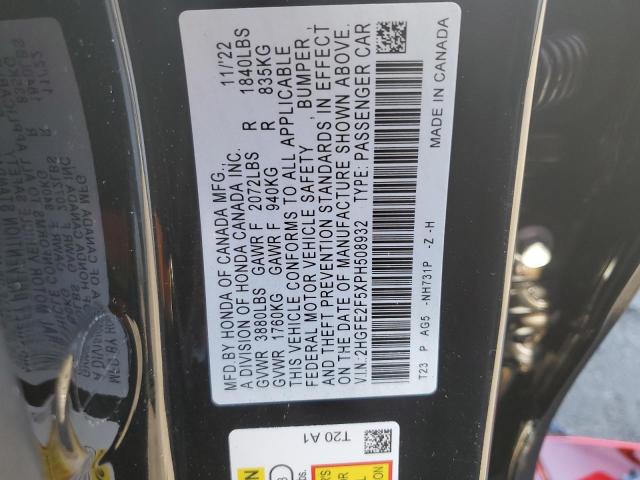 MFD.BY HONDA OF CANADA MFG., 11/'22
A DIVISION OF HONDA CANADA INC.
GVWR 3880LBS GAWR F 2072LBS R 1840LBS
GVWR 1760KG GAWR F 940KG R 835KG
THIS VEHICLE CONFORMS TO ALL APPLICABLE
FEDERAL MOTOR VEHICLE SAFETY , BUMPER,
AND THEFT PREVENTION STANDARDS IN EFFECT
ON THE DATE OF MANUFACTURE SHOWN ABOVE.
V.I.N:2HGFE2F5XPH508932 TYPE: PASSENGER CAR
T23 P AG5 -NH731P -Z -H MADE IN CANADA
T20 A1